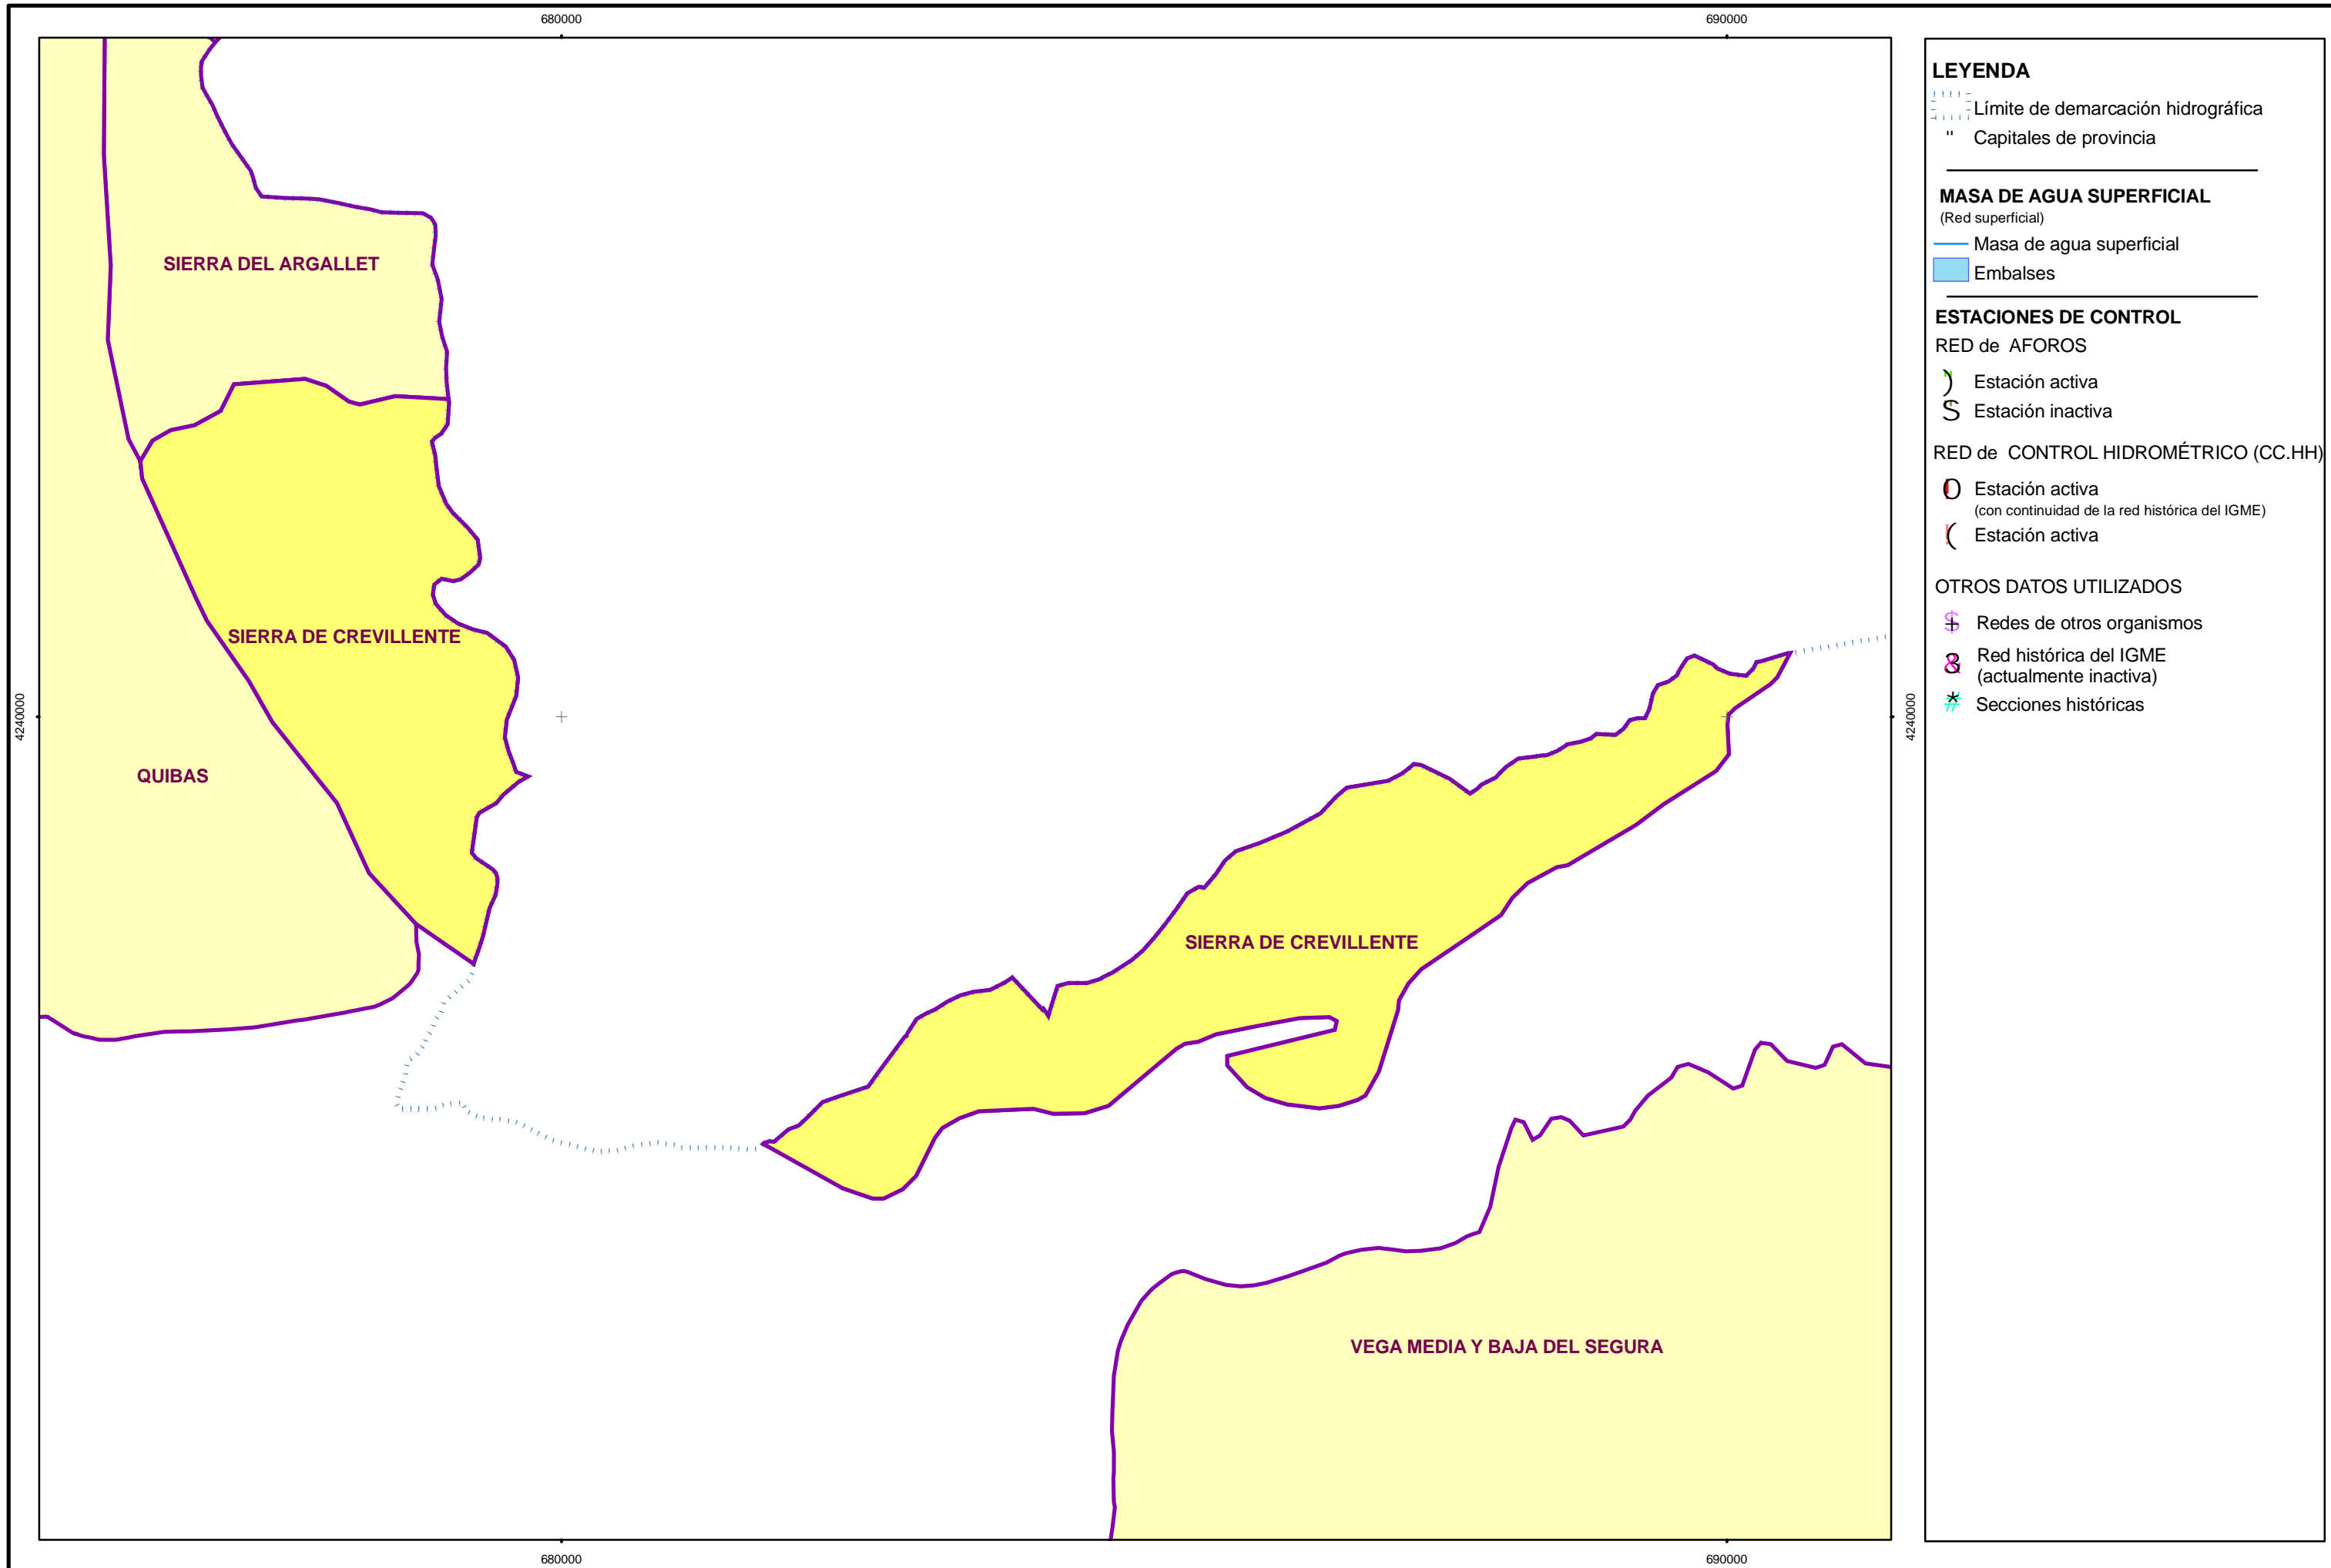 680000
690000
SIERRA DEL ARGALLET
SIERRA DE CREVILLENTE
QUIBAS
SIERRA DE CREVILLENTE
VEGA MEDIA Y BAJA DEL SEGURA
4240000
4240000
680000
690000
LEYENDA
Límite de demarcación hidrográfica
" Capitales de provincia
MASA DE AGUA SUPERFICIAL
(Red superficial)
Masa de agua superficial
Embalses
ESTACIONES DE CONTROL
RED de AFOROS
) Estación activa
S Estación inactiva
RED de CONTROL HIDROMÉTRICO (CC.HH)
Estación activa
(con continuidad de la red histórica del IGME)
( Estación activa
OTROS DATOS UTILIZADOS
$ Redes de otros organismos
& Red histórica del IGME
(actualmente inactiva)
# Secciones históricas